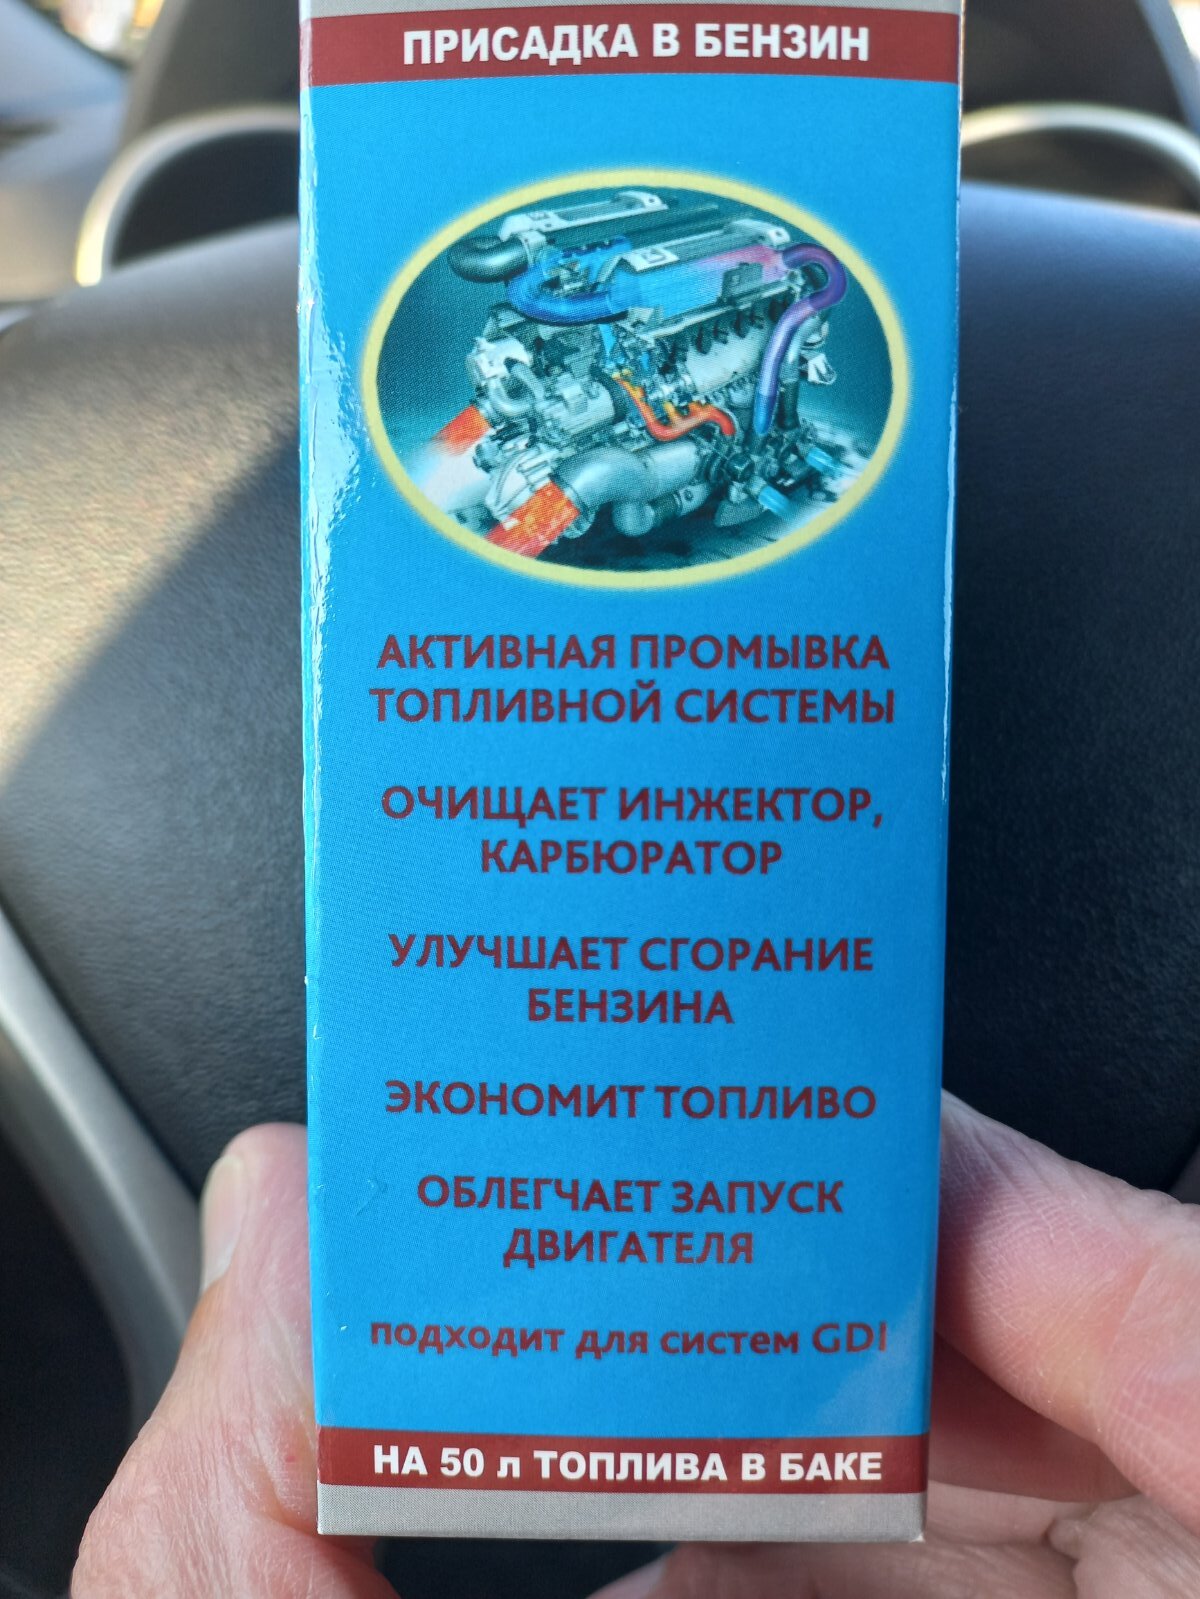 ПРИСАДКА В БЕНЗИН
АКТИВНАЯ ПРОМЫВКА
ТОПЛИВНОЙ СИСТЕМЫ
ОЧИЩАЕТ ИНЖЕКТОР,
КАРБЮРАТОР
УЛУЧШАЕТ СГОРАНИЕ
БЕНЗИНА
ЭКОНОМИТ ТОПЛИВО
ОБЛЕГЧАЕТ ЗАПУСК
ДВИГАТЕЛЯ
подходит для систем GDI
НА 50 л ТОПЛИВА В БАКЕ